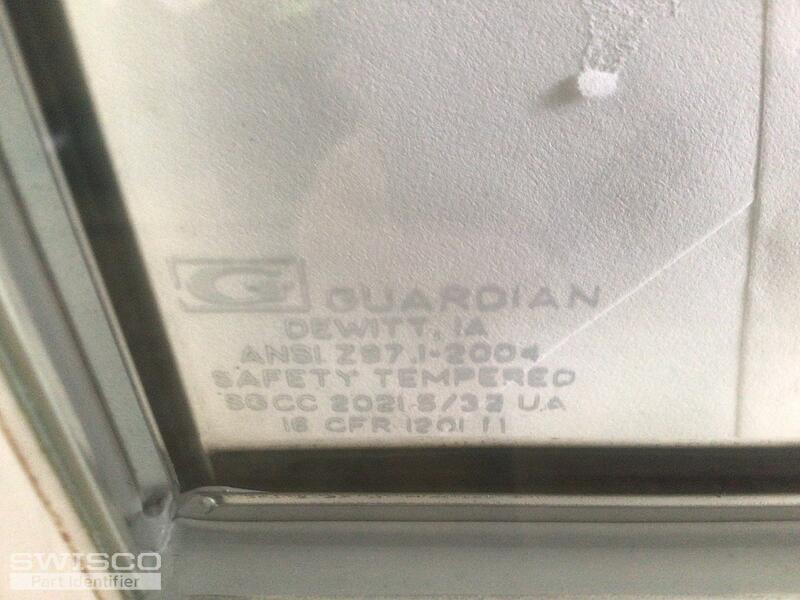 G GUARDIAN
DEWITT, IA
ANSI Z97.1-2004
SAFETY TEMPERED
SGCC 2021 5/32 U A
16 CFR 1201 II
SWISCO
Part Identifier